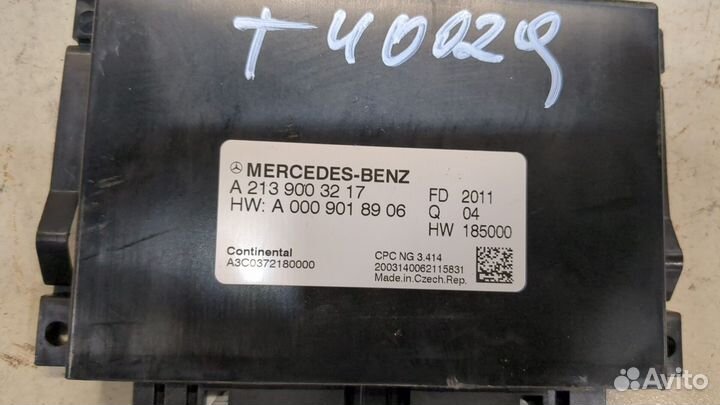 T40029
MERCEDES-BENZ
A 213 900 32 17
HW: A 000 901 89 06
FD 2011
Q 04
HW 185000
Continental
A3C0372180000
CPC NG 3.414
2003140062115831
Made.in.Czech.Rep.
Avito